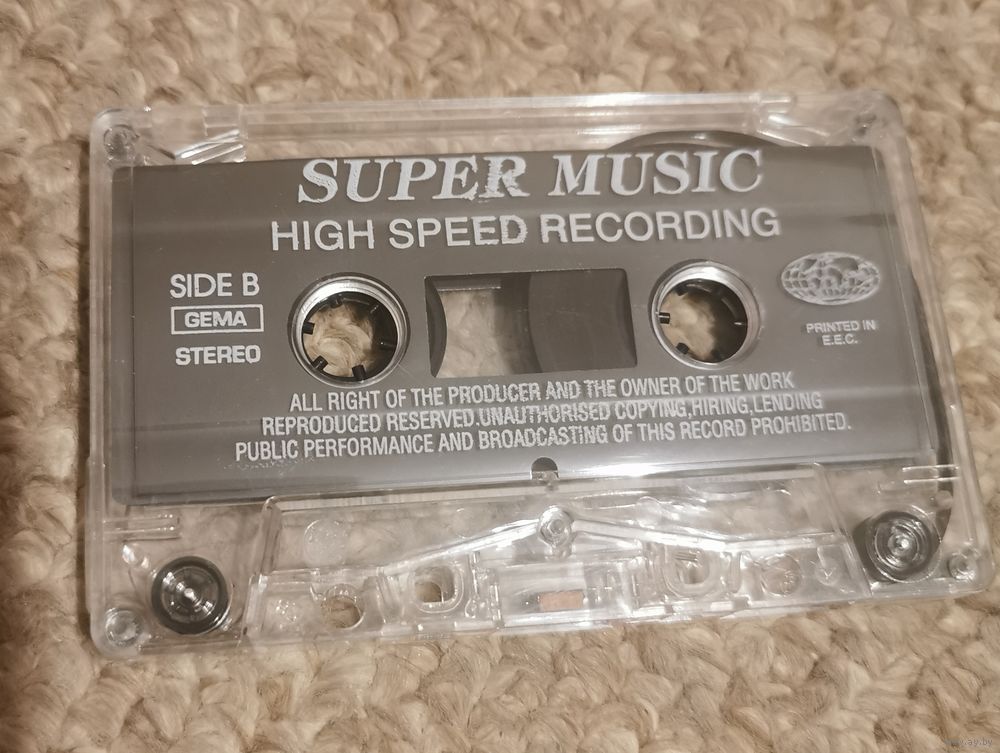 SUPER MUSIC
HIGH SPEED RECORDING
SIDE B
GEMA
STEREO
PRINTED IN
E.E.C.
ALL RIGHT OF THE PRODUCER AND THE OWNER OF THE WORK
REPRODUCED RESERVED.UNAUTHORISED COPYING,HIRING,LENDING
PUBLIC PERFORMANCE AND BROADCASTING OF THIS RECORD PROHIBITED.